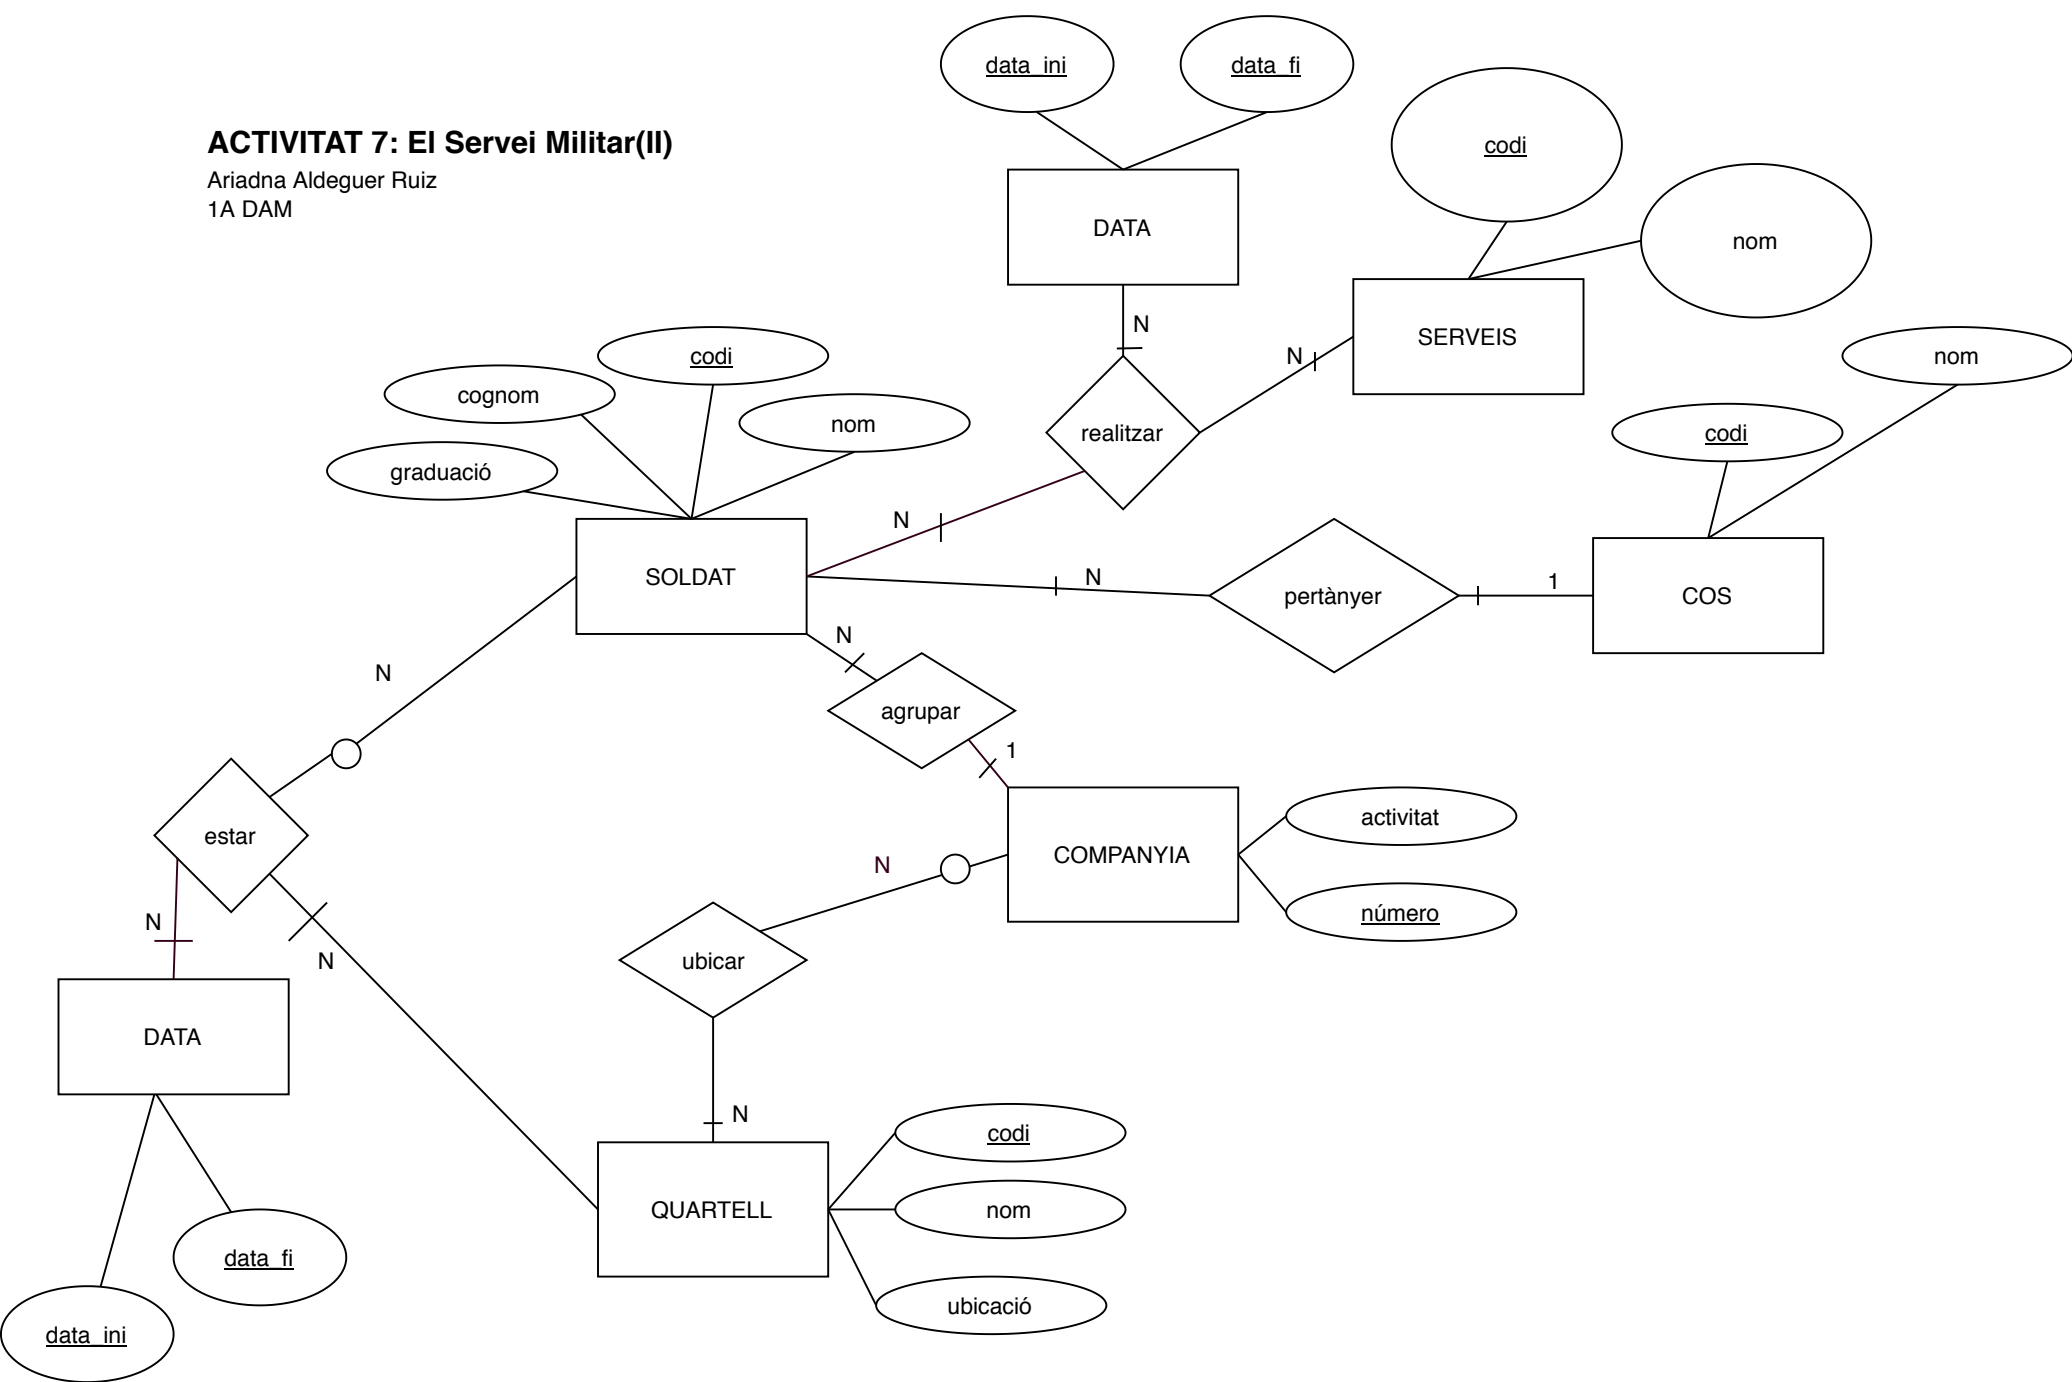 ACTIVITAT 7: El Servei Militar(II)
Ariadna Aldeguer Ruiz
1A DAM
data_ini
data_fi
codi
nom
DATA
SERVEIS
N
N
realitzar
graduació
cognom
codi
nom
SOLDAT
N
N
pertànyer
1
COS
codi
nom
N
agrupar
1
COMPANYIA
activitat
número
N
estar
N
N
DATA
data_ini
data_fi
N
ubicar
N
QUARTELL
codi
nom
ubicació